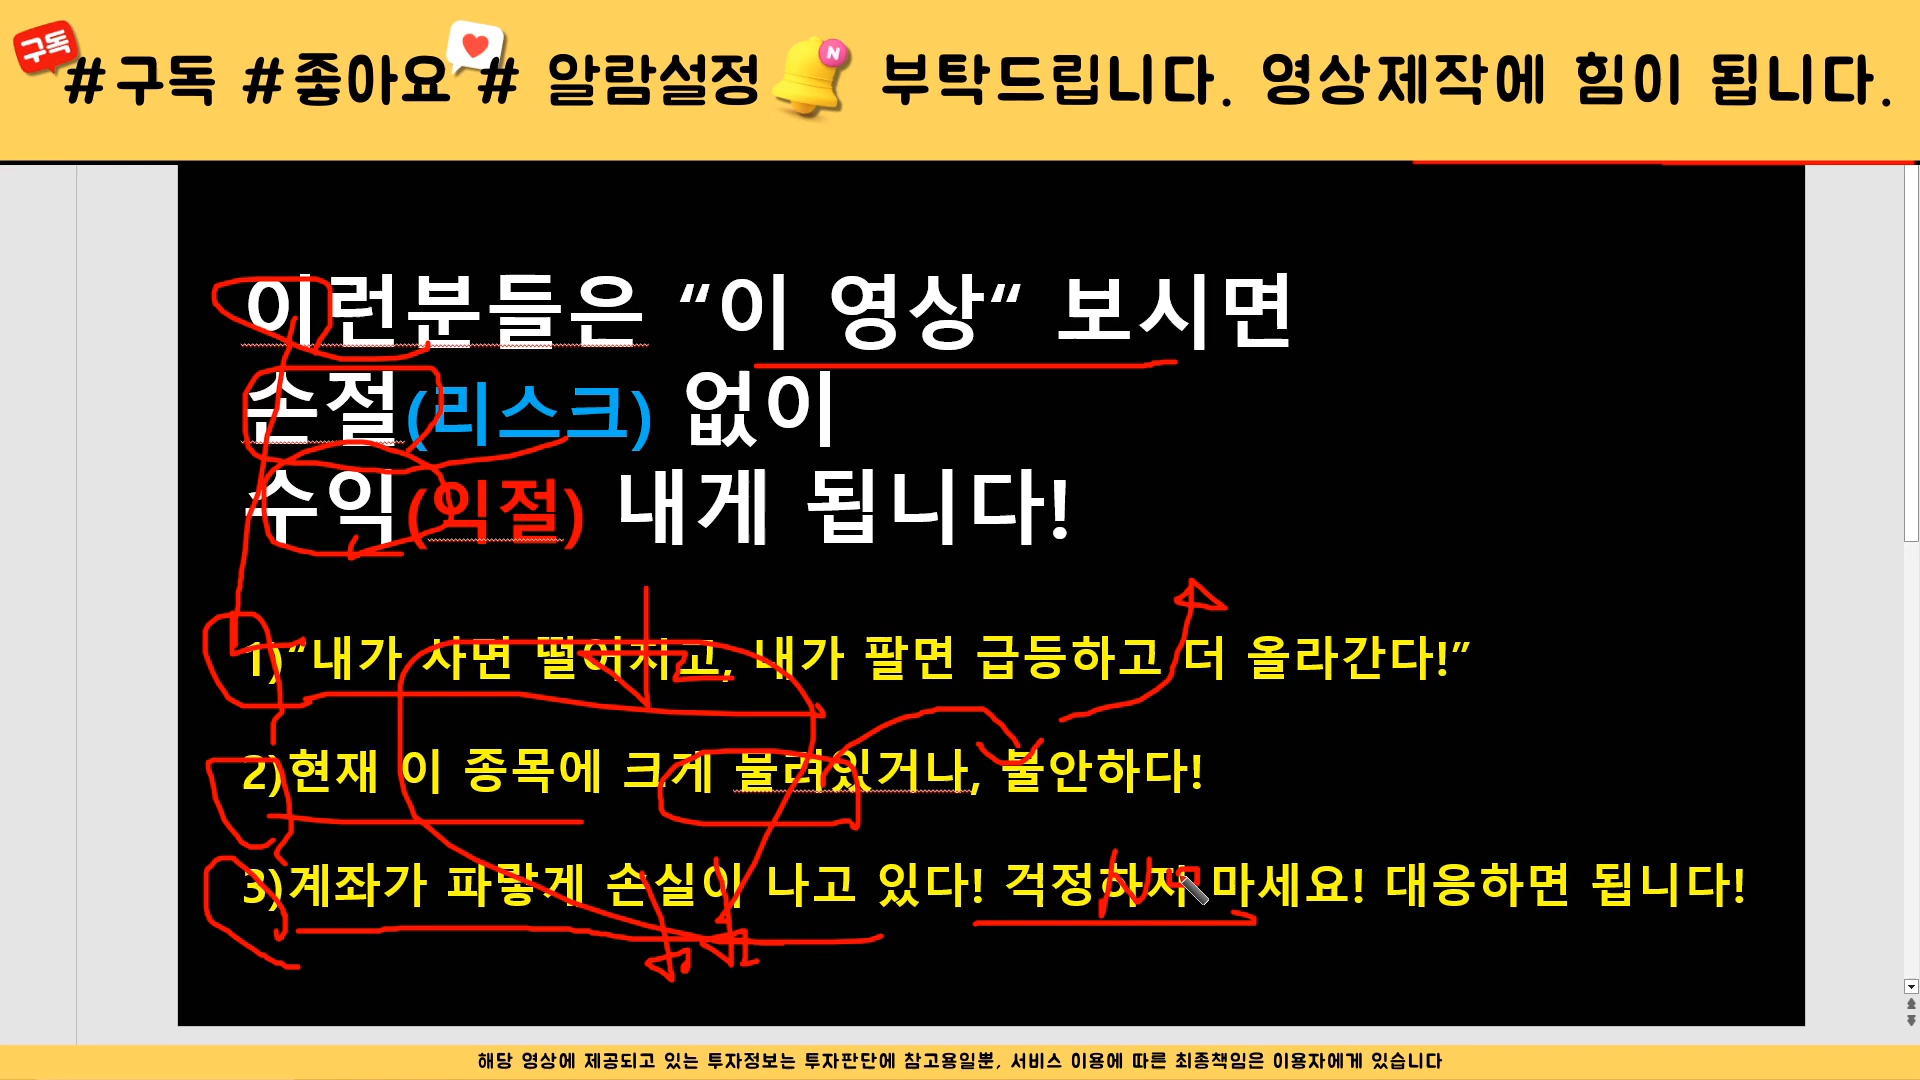 구독
#구독 #좋아요 # 알람설정 N 부탁드립니다. 영상제작에 힘이 됩니다.
이런분들은 “이 영상“ 보시면
손절(리스크) 없이
수익(익절) 내게 됩니다!
1)“내가 사면 떨어지고, 내가 팔면 급등하고 더 올라간다!”
2)현재 이 종목에 크게 물려있거나, 불안하다!
3)계좌가 파랗게 손실이 나고 있다! 걱정하지 마세요! 대응하면 됩니다!
No
해당 영상에 제공되고 있는 투자정보는 투자판단에 참고용일뿐, 서비스 이용에 따른 최종책임은 이용자에게 있습니다